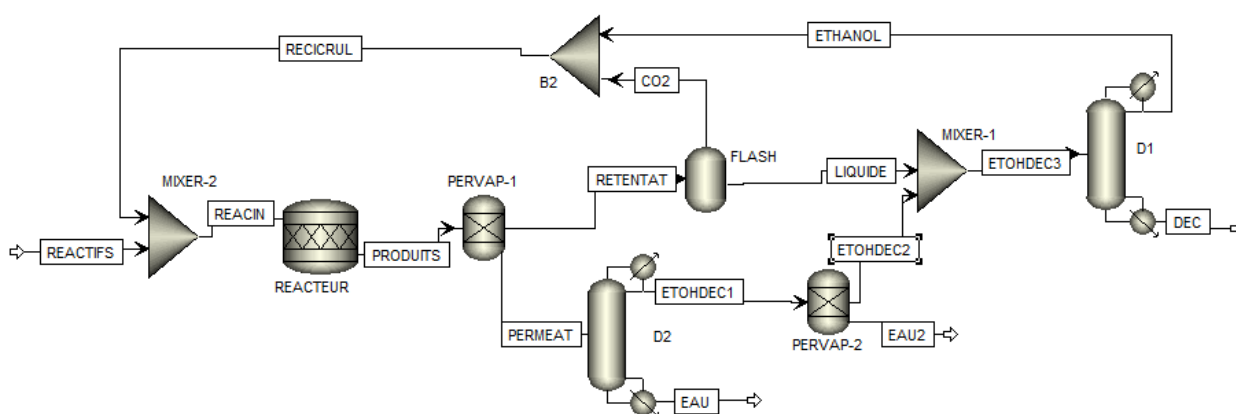 RECICRUL
ETHANOL
B2
CO2
MIXER-1
D1
FLASH
ETOHDEC3
MIXER-2
PERVAP-1
RETENTAT
LIQUIDE
REACIN
DEC
REACTIFS
PRODUITS
ETOHDEC2
REACTEUR
ETOHDEC1
PERMEAT
D2
PERVAP-2
EAU2
EAU